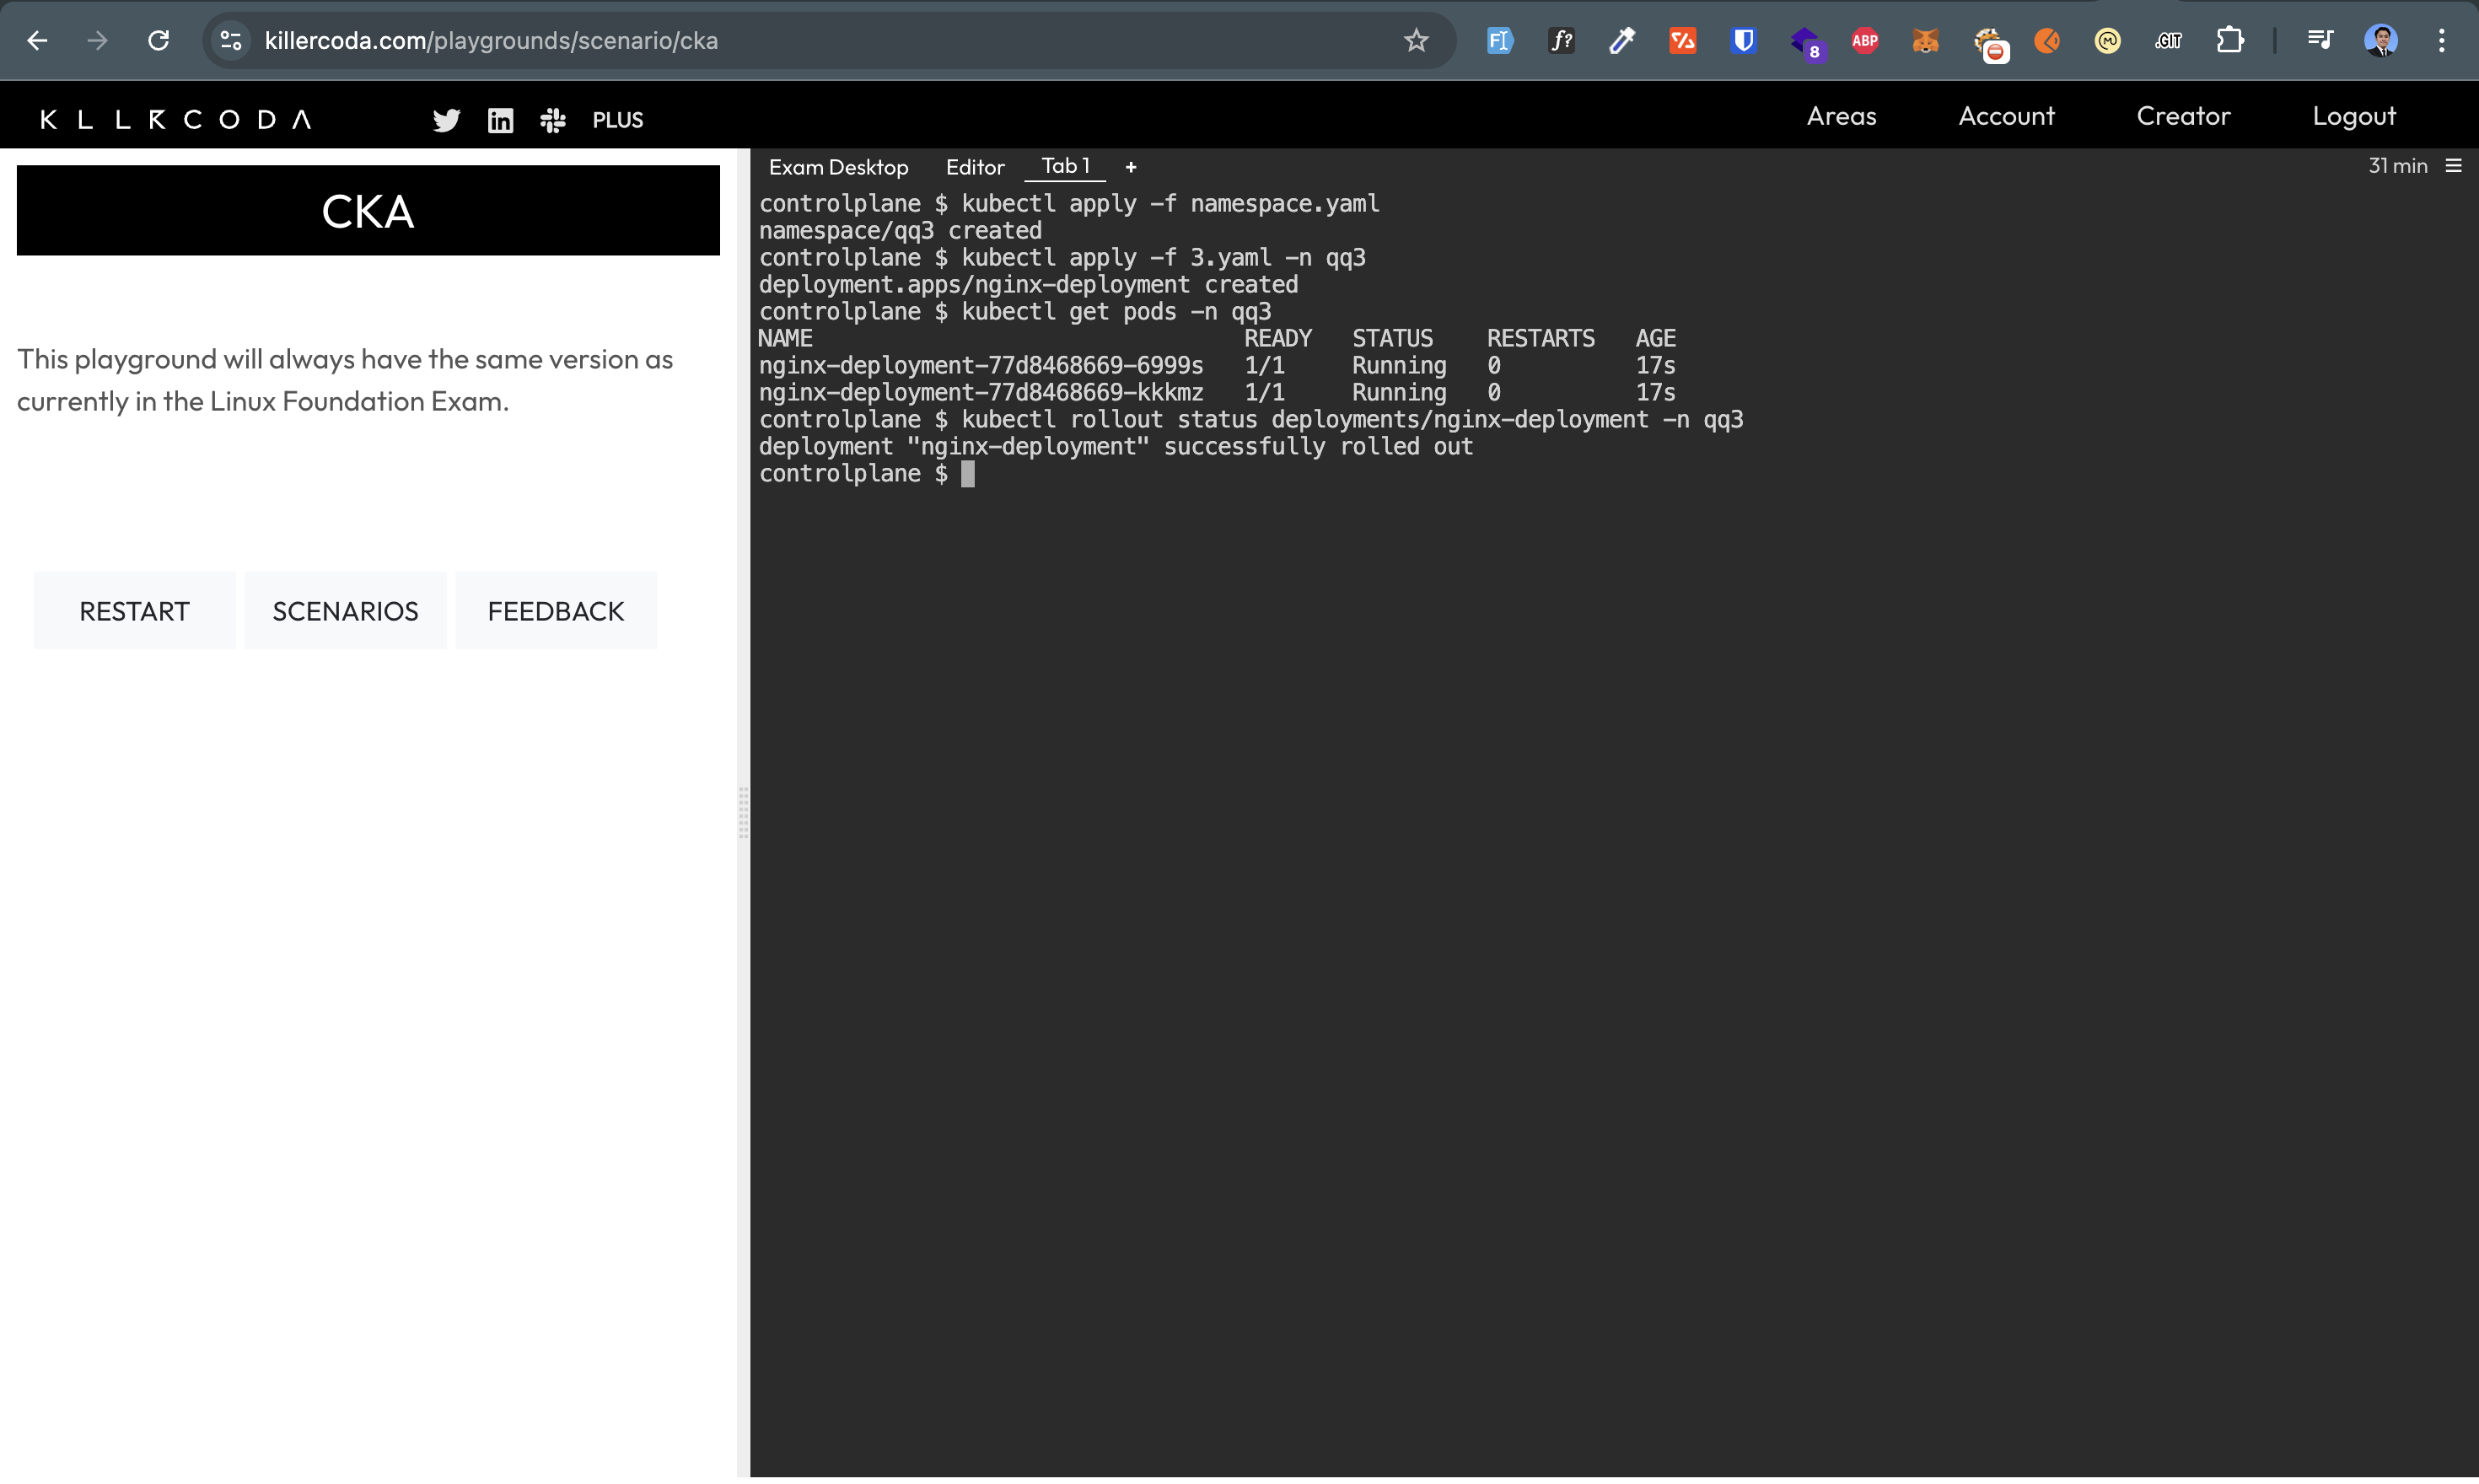 killercoda.com/playgrounds/scenario/cka
F
f?
8
ABP
.GIT
KLLRCODA
in
PLUS
Areas
Account
Creator
Logout
CKA
This playground will always have the same version as
currently in the Linux Foundation Exam.
RESTART
SCENARIOS
FEEDBACK
Exam Desktop
Editor
Tab 1
+
31 min
controlplane $ kubectl apply -f namespace.yaml
namespace/qq3 created
controlplane $ kubectl apply -f 3.yaml -n qq3
deployment.apps/nginx-deployment created
controlplane $ kubectl get pods -n qq3
NAME READY STATUS RESTARTS AGE
nginx-deployment-77d8468669-6999s 1/1 Running 0 17s
nginx-deployment-77d8468669-kkkmz 1/1 Running 0 17s
controlplane $ kubectl rollout status deployments/nginx-deployment -n qq3
deployment "nginx-deployment" successfully rolled out
controlplane $